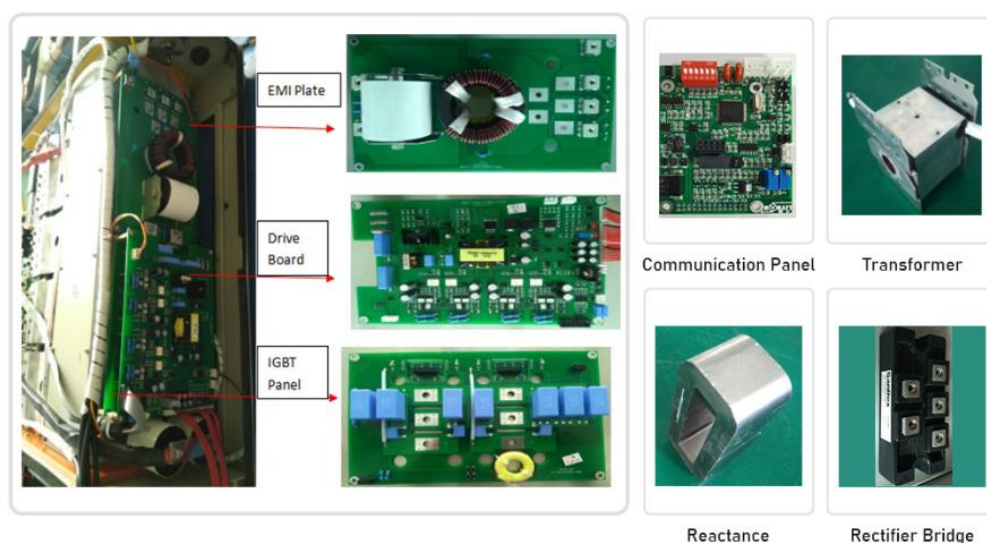 EMI Plate
Drive
Board
IGBT
Panel
Communication Panel
Transformer
Reactance
Rectifier Bridge